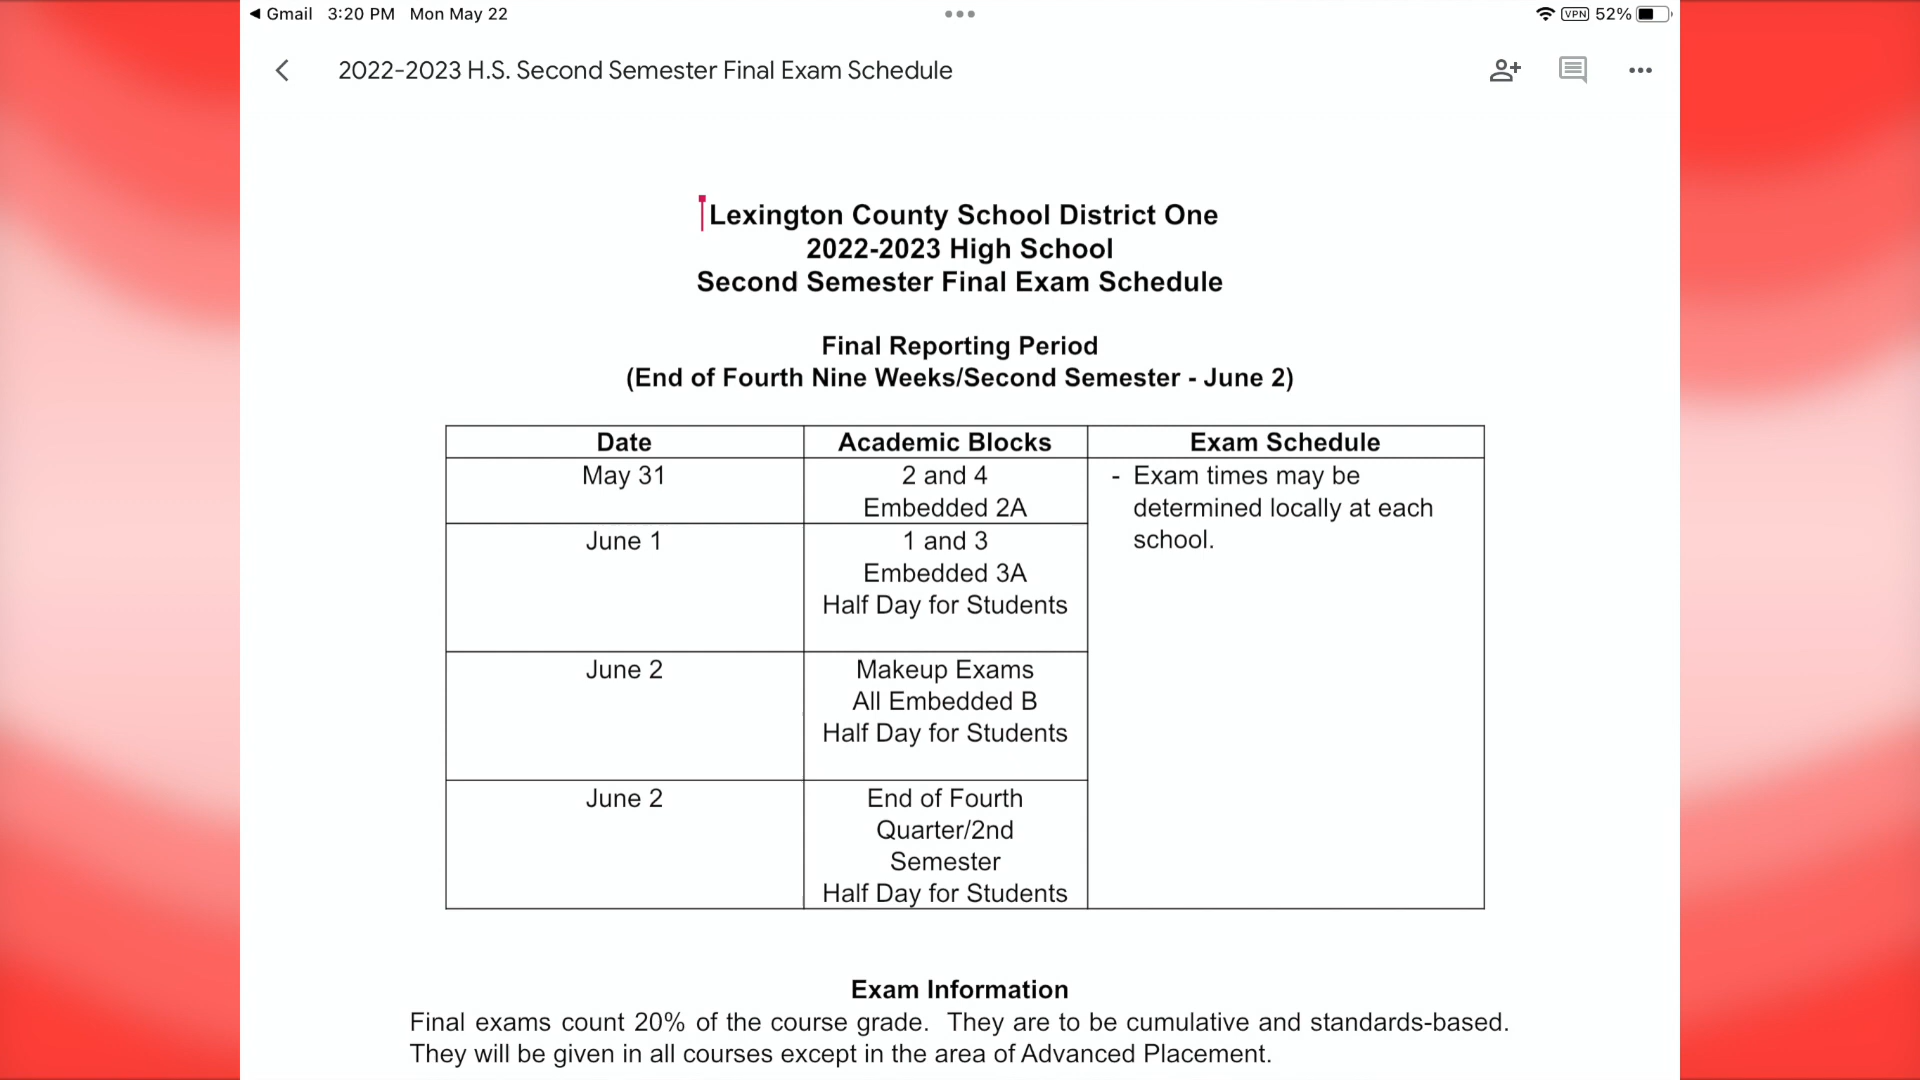 Gmail 3:20 PM Mon May 22
VPN 52%
2022-2023 H.S. Second Semester Final Exam Schedule
Lexington County School District One
2022-2023 High School
Second Semester Final Exam Schedule
Final Reporting Period
(End of Fourth Nine Weeks/Second Semester - June 2)
Date Academic Blocks Exam Schedule
May 31
2 and 4
Embedded 2A
- Exam times may be
determined locally at each
school.
June 1
1 and 3
Embedded 3A
Half Day for Students
June 2
Makeup Exams
All Embedded B
Half Day for Students
June 2
End of Fourth
Quarter/2nd
Semester
Half Day for Students
Exam Information
Final exams count 20% of the course grade. They are to be cumulative and standards-based.
They will be given in all courses except in the area of Advanced Placement.